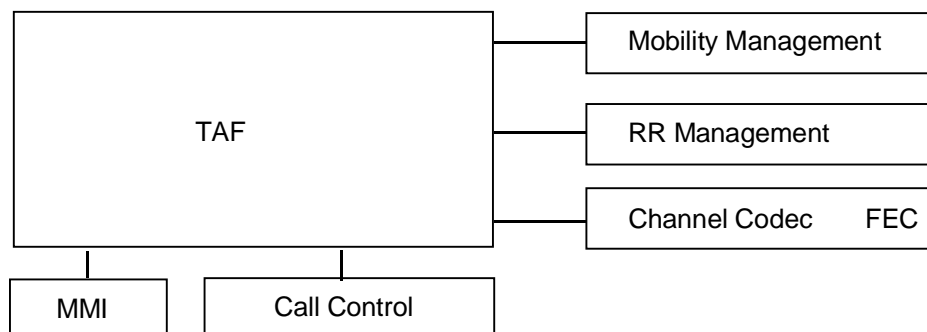 Mobility Management
TAF
RR Management
Channel Codec FEC
MMI
Call Control